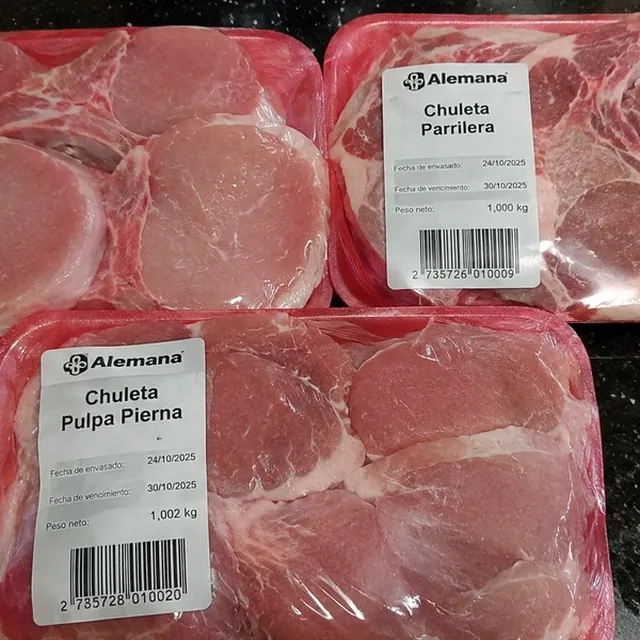 Alemana
Chuleta
Parrilera
Fecha de envasado: 24/10/2025
Fecha de vencimiento: 30/10/2025
Peso neto: 1,000 kg
2 735726 010009
Alemana
Chuleta
Pulpa Pierna
Fecha de envasado: 24/10/2025
Fecha de vencimiento: 30/10/2025
Peso neto: 1,002 kg
2 735728 010020